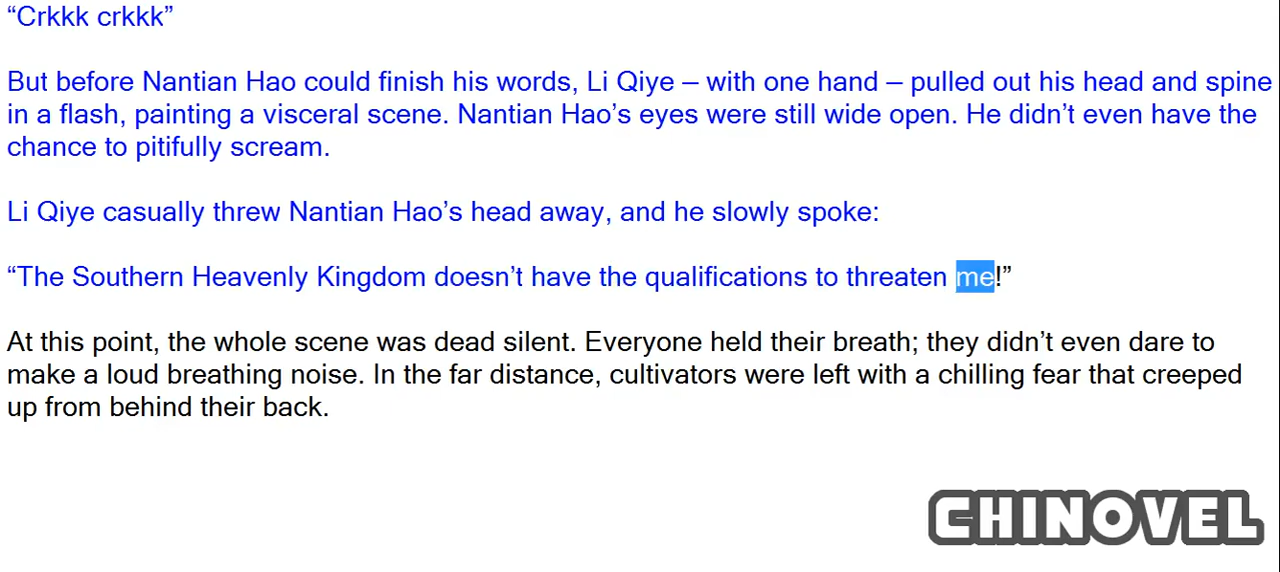 “Crkkk crkkk”
But before Nantian Hao could finish his words, Li Qiye – with one hand – pulled out his head and spine
in a flash, painting a visceral scene. Nantian Hao’s eyes were still wide open. He didn’t even have the
chance to pitifully scream.
Li Qiye casually threw Nantian Hao’s head away, and he slowly spoke:
“The Southern Heavenly Kingdom doesn’t have the qualifications to threaten me!”
At this point, the whole scene was dead silent. Everyone held their breath; they didn’t even dare to
make a loud breathing noise. In the far distance, cultivators were left with a chilling fear that creeped
up from behind their back.
CHINOVEL